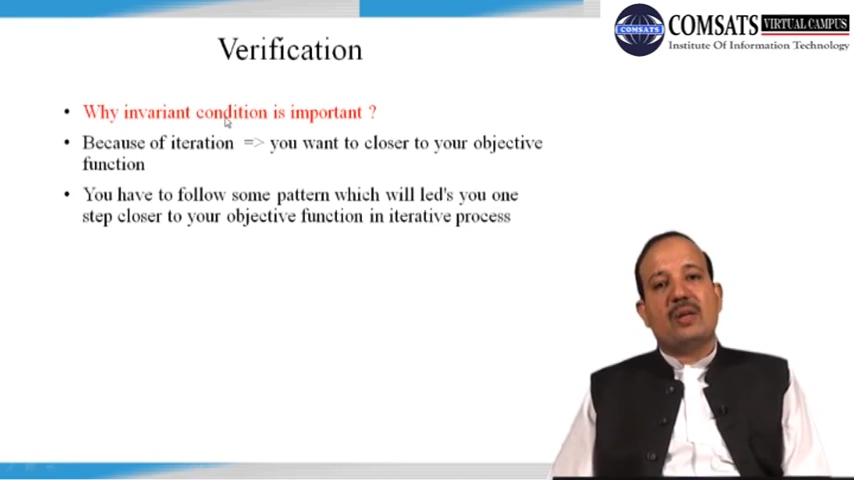 COMSATS VIRTUAL CAMPUS
COMSATS
Institute Of Information Technology
Verification
• Why invariant condition is important ?
• Because of iteration => you want to closer to your objective
function
• You have to follow some pattern which will led's you one
step closer to your objective function in iterative process